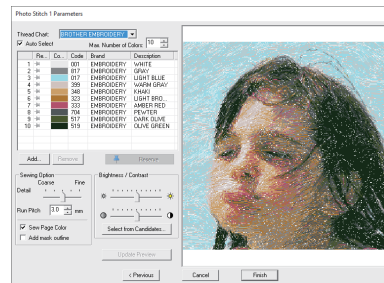 Photo Stitch 1 Parameters
Thread Chart: BROTHER EMBROIDERY
Auto Select Max. Number of Colors: 10
Re... Co... Code Brand Description
1 001 EMBROIDERY WHITE
2 817 EMBROIDERY GRAY
3 017 EMBROIDERY LIGHT BLUE
4 399 EMBROIDERY WARM GRAY
5 348 EMBROIDERY KHAKI
6 323 EMBROIDERY LIGHT BRO...
7 333 EMBROIDERY AMBER RED
8 704 EMBROIDERY PEWTER
9 517 EMBROIDERY DARK OLIVE
10 519 EMBROIDERY OLIVE GREEN
Add... Remove Reserve
Sewing Option
Coarse Fine
Detail
Run Pitch 3.0 mm
Sew Page Color
Add mask outline
Brightness / Contrast
Select from Candidates...
Update Preview
< Previous Cancel Finish